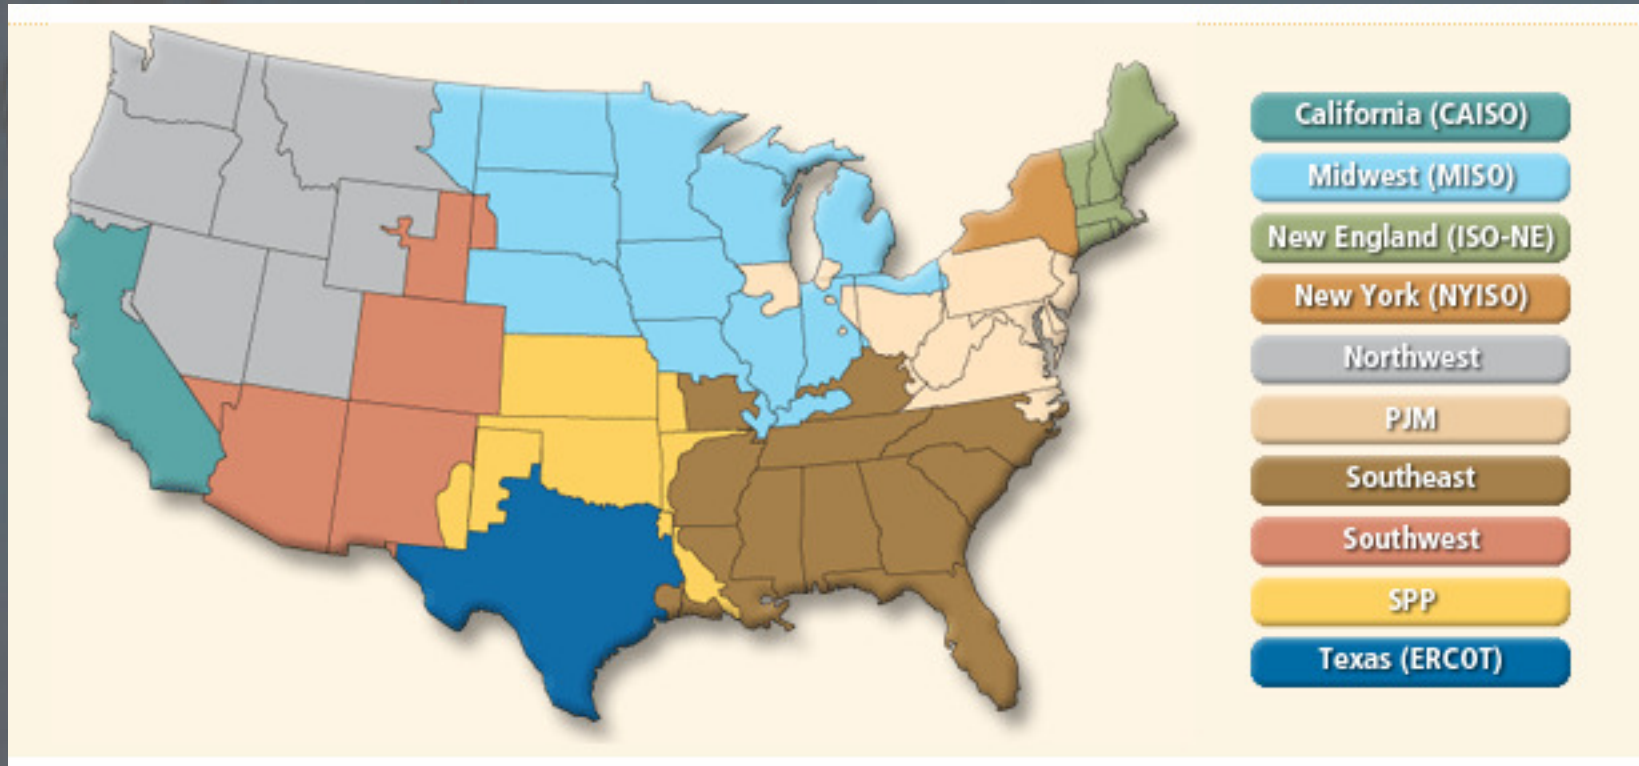 California (CAISO)
Midwest (MISO)
New England (ISO-NE)
New York (NYISO)
Northwest
PJM
Southeast
Southwest
SPP
Texas (ERCOT)